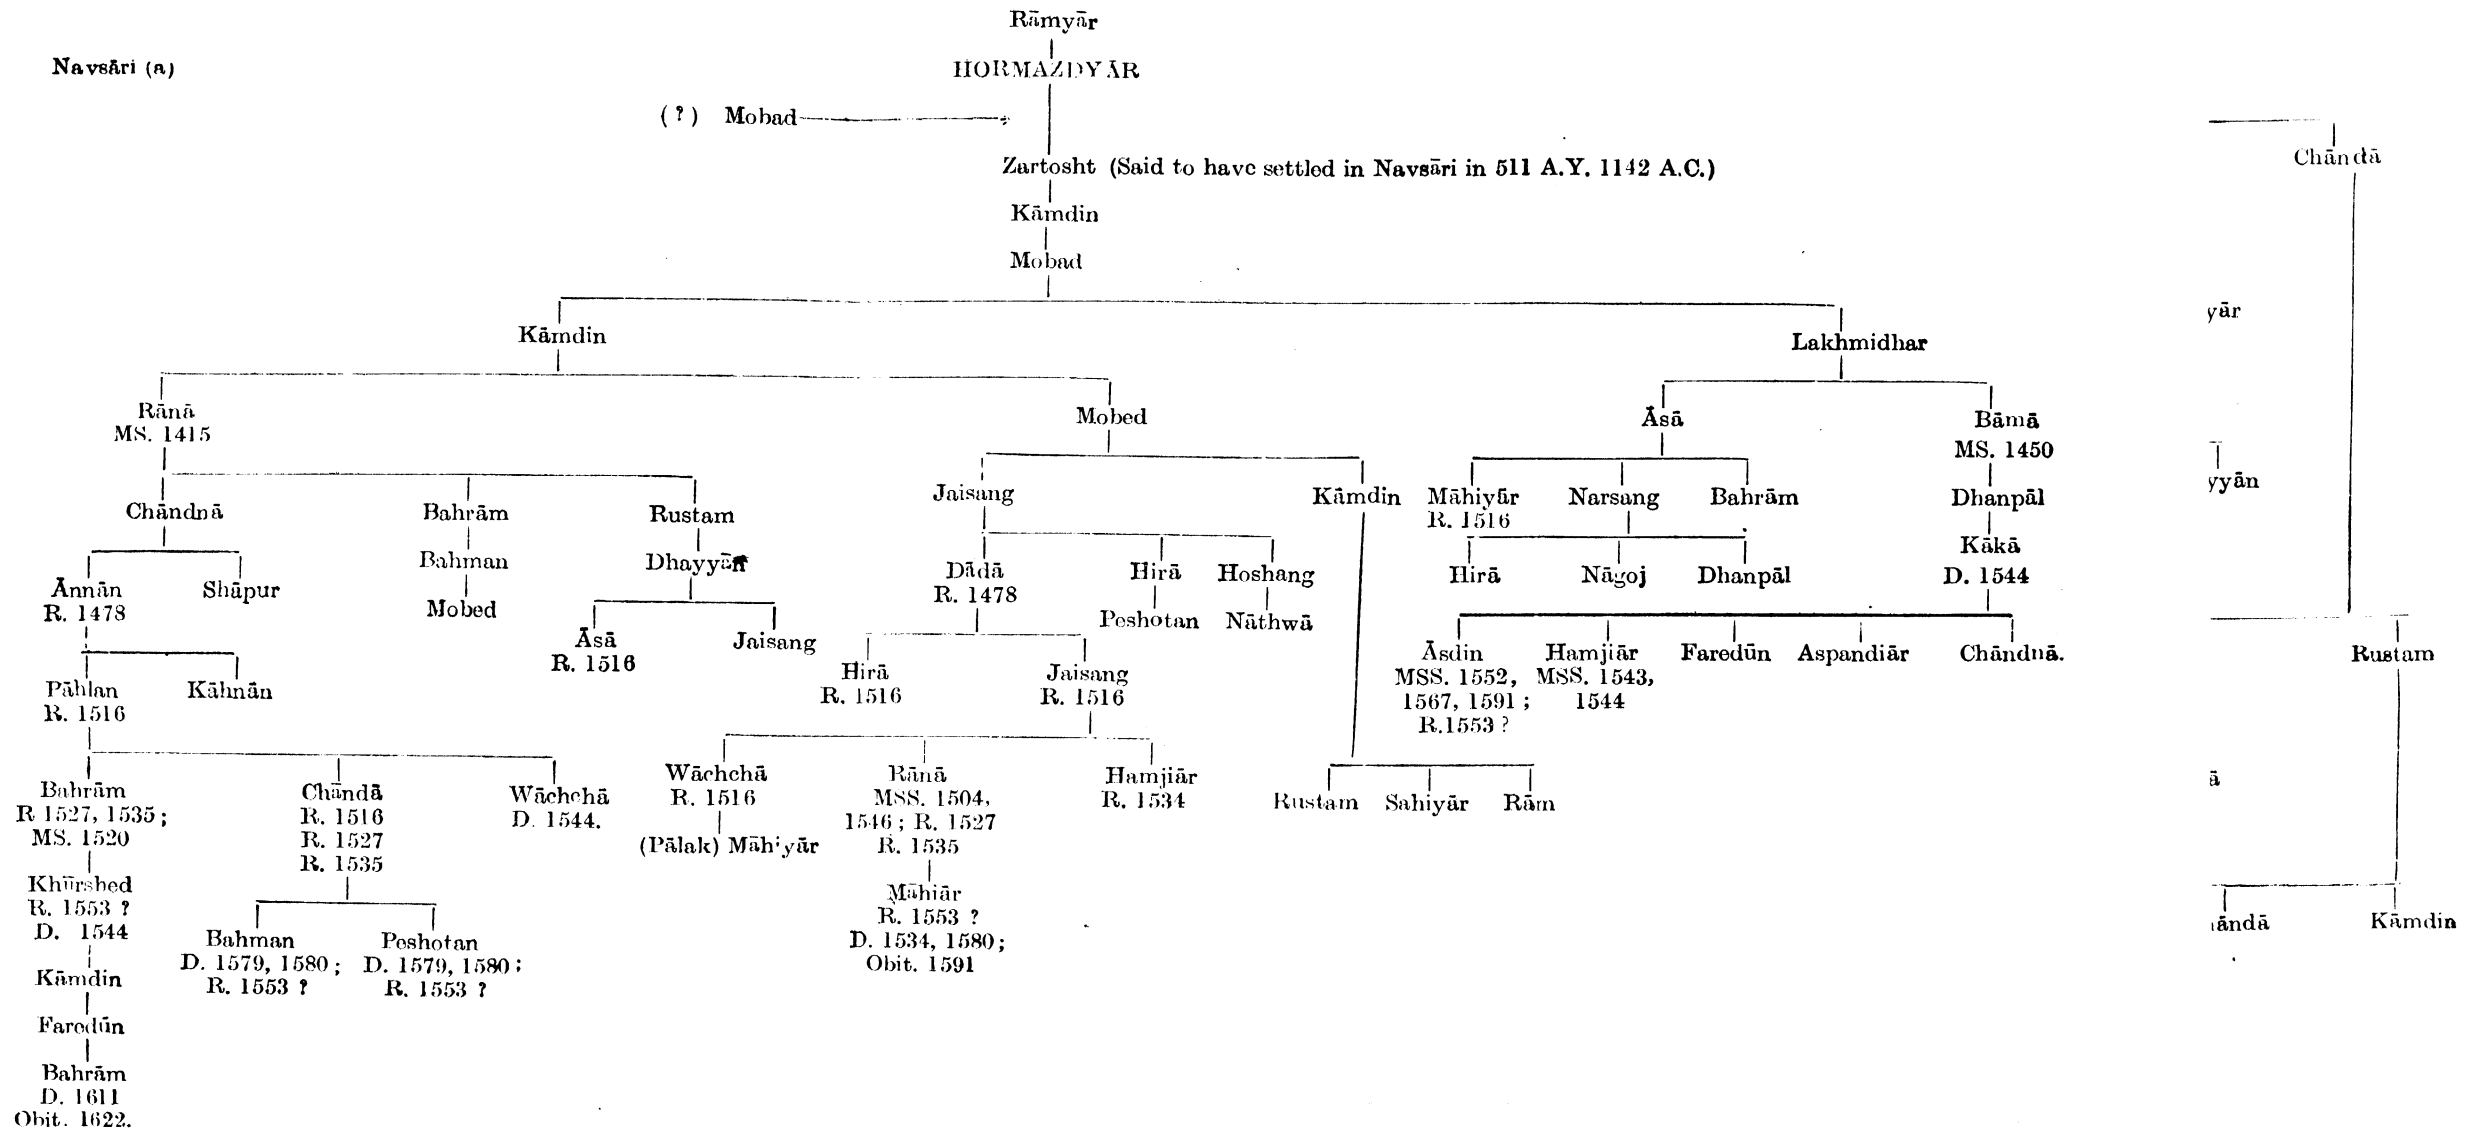 Rāmyār
Navsāri (a)
HORMAZDYĀR
(?) Mobad
Zartosht (Said to have settled in Navsāri in 511 A.Y. 1142 A.C.)
Chāndā
Kāmdin
Mobad
yār
Kāmdin
Lakhmidhar
Rānā
MS. 1415
Mobed
Āsā
Bāmā
MS. 1450
Chāndnā
Bahrām
Rustam
Jaisang
Kāmdin
Māhiyār
R. 1516
Narsang
Bahrām
Dhanpāl
yyān
Ānnān
R. 1478
Shāpur
Bahman
Mobed
Dhayyān
Dādā
R. 1478
Hirā
Hoshang
Hirā
Nāgoj
Dhanpāl
Kākā
D. 1544
Peshotan
Nāthwā
Āsā
R. 1516
Jaisang
Hirā
R. 1516
Jaisang
R. 1516
Āsdin
MSS. 1552,
1567, 1591 ;
R.1553 ?
Hamjiār
MSS. 1543,
1544
Faredūn
Aspandiār
Chāndnā.
Rustam
Pāhlan
R. 1516
Kāhnān
Bahrām
R 1527, 1535 ;
MS. 1520
Chāndā
R. 1516
R. 1527
R. 1535
Wāchchā
D. 1544.
Wāchchā
R. 1516
(Pālak) Māhiyār
Rānā
MSS. 1504,
1546 ; R. 1527
R. 1535
Hamjiār
R. 1534
Rustam
Sahiyār
Rām
ā
Khūrshed
R. 1553 ?
D. 1544
Bahman
D. 1579, 1580 ;
R. 1553 ?
Peshotan
D. 1579, 1580 ;
R. 1553 ?
Māhiār
R. 1553 ?
D. 1534, 1580 ;
Obit. 1591
āndā
Kāmdin
Kāmdin
Faredūn
Bahrām
D. 1611
Obit. 1622.